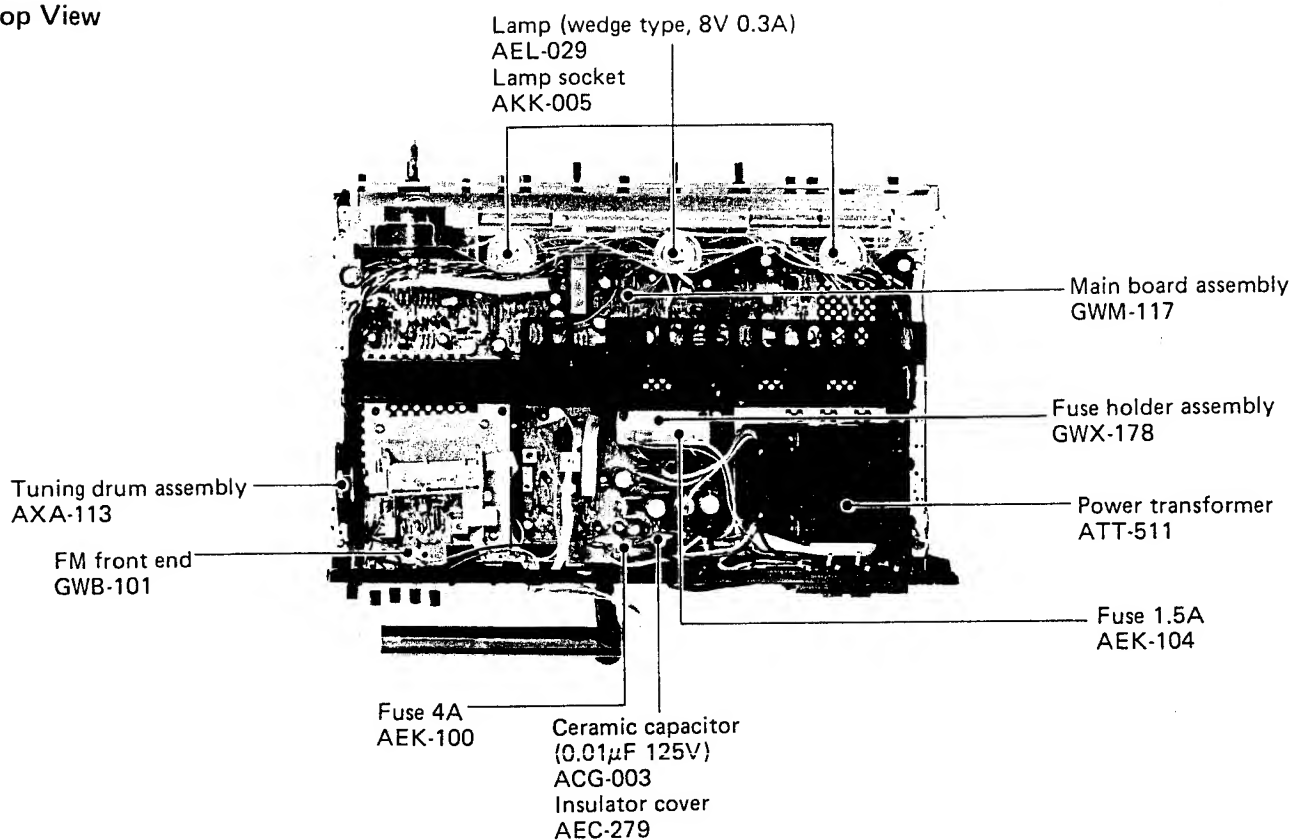 op View
Lamp (wedge type, 8V 0.3A)
AEL-029
Lamp socket
AKK-005
Main board assembly
GWM-117
Fuse holder assembly
GWX-178
Tuning drum assembly
AXA-113
Power transformer
ATT-511
FM front end
GWB-101
Fuse 1.5A
AEK-104
Fuse 4A
AEK-100
Ceramic capacitor
(0.01µF 125V)
ACG-003
Insulator cover
AEC-279